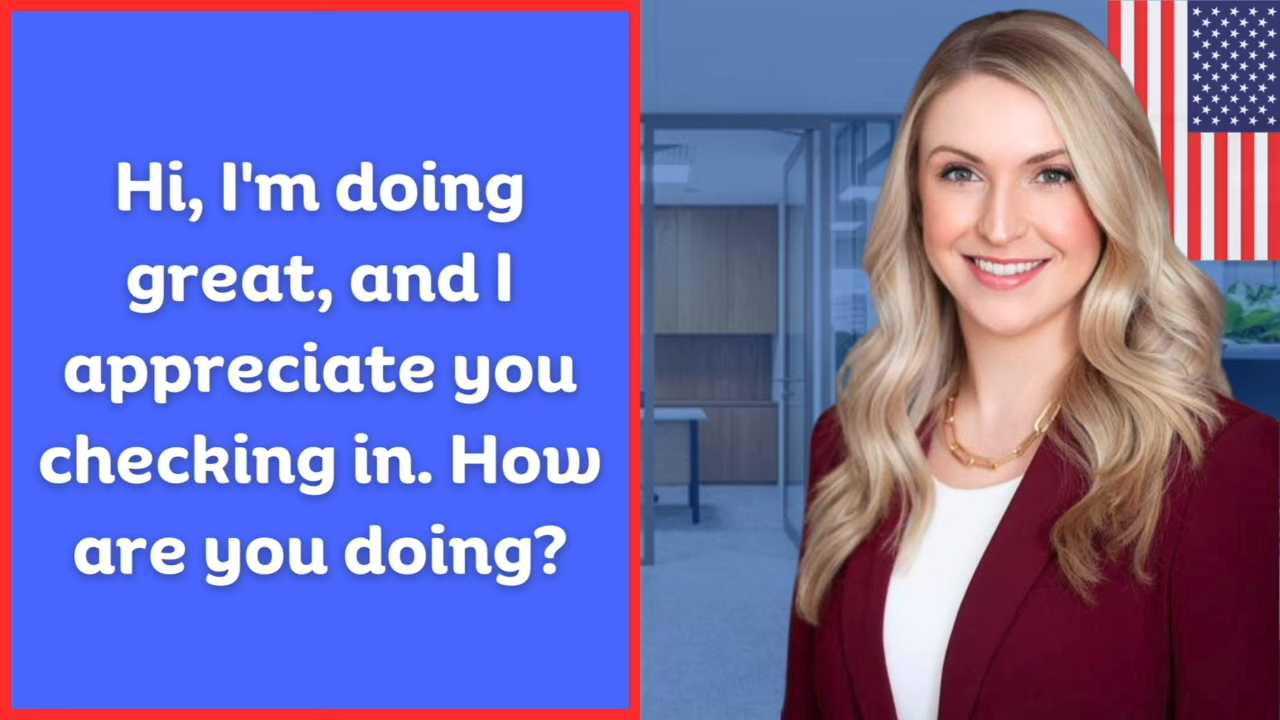 Hi, I'm doing
great, and I
appreciate you
checking in. How
are you doing?